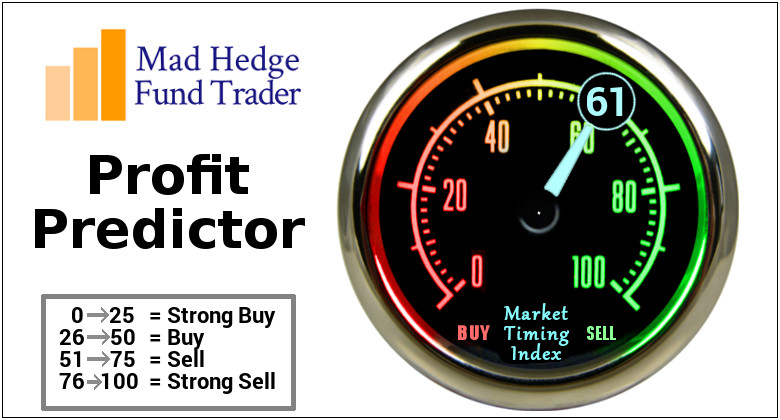 Mad Hedge
Fund Trader
Profit
Predictor
0→25 = Strong Buy
26→50 = Buy
51→75 = Sell
76→100 = Strong Sell
61
40
60
20
80
0
100
BUY
Market
Timing
Index
SELL